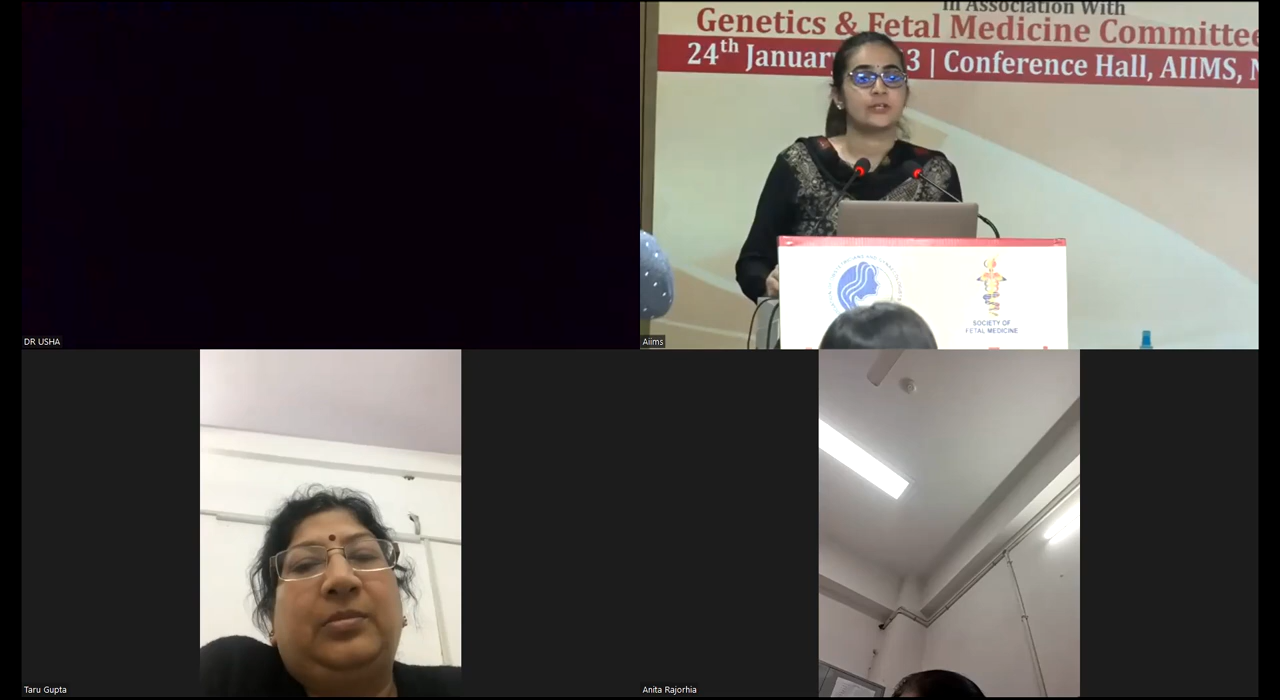 In Association With
Genetics & Fetal Medicine Committee
24th January 3 | Conference Hall, AIIMS, N
SOCIETY OF
FETAL MEDICINE
DR USHA
Aiims
Taru Gupta
Anita Rajorhia